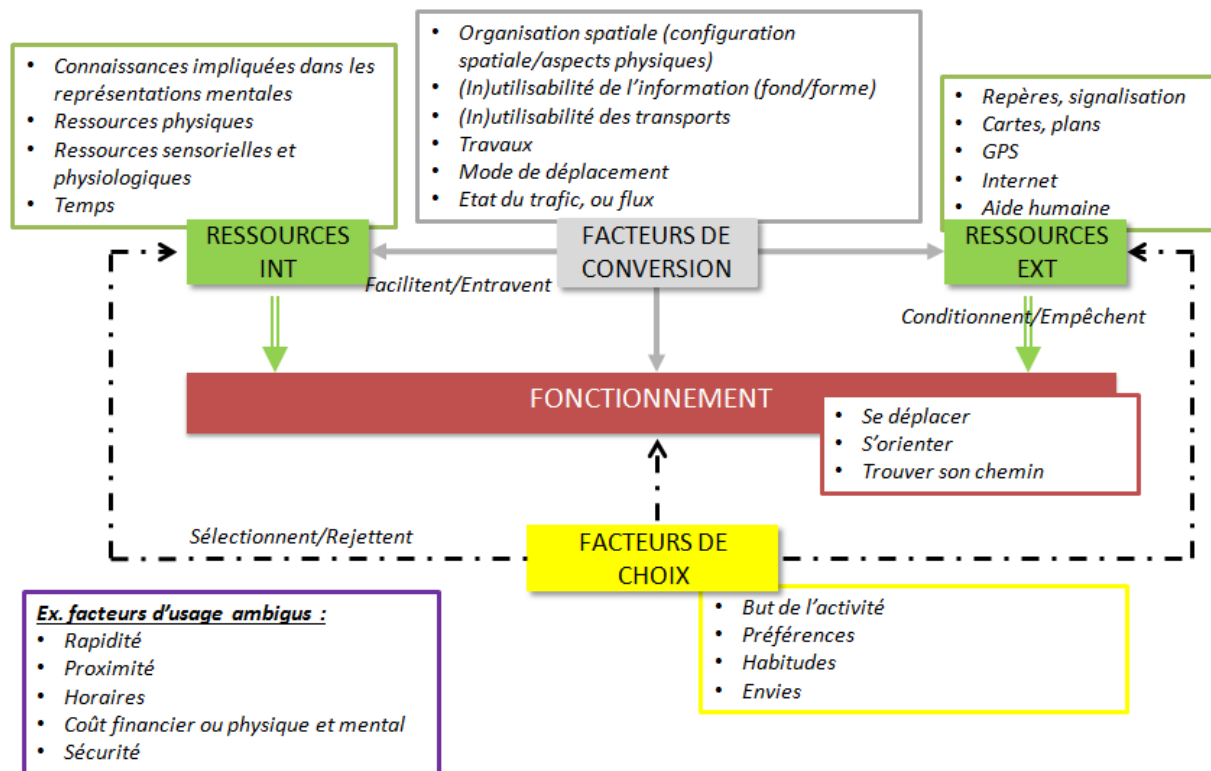 • Connaissances impliquées dans les
représentations mentales
• Ressources physiques
• Ressources sensorielles et
physiologiques
• Temps
• Organisation spatiale (configuration
spatiale/aspects physiques)
• (In)utilisabilité de l’information (fond/forme)
• (In)utilisabilité des transports
• Travaux
• Mode de déplacement
• Etat du trafic, ou flux
• Repères, signalisation
• Cartes, plans
• GPS
• Internet
• Aide humaine
RESSOURCES
INT
FACTEURS DE
CONVERSION
RESSOURCES
EXT
Facilitent/Entravent
Conditionnent/Empêchent
FONCTIONNEMENT
• Se déplacer
• S’orienter
• Trouver son chemin
Sélectionnent/Rejettent
FACTEURS DE
CHOIX
Ex. facteurs d’usage ambigus :
• Rapidité
• Proximité
• Horaires
• Coût financier ou physique et mental
• Sécurité
• But de l’activité
• Préférences
• Habitudes
• Envies